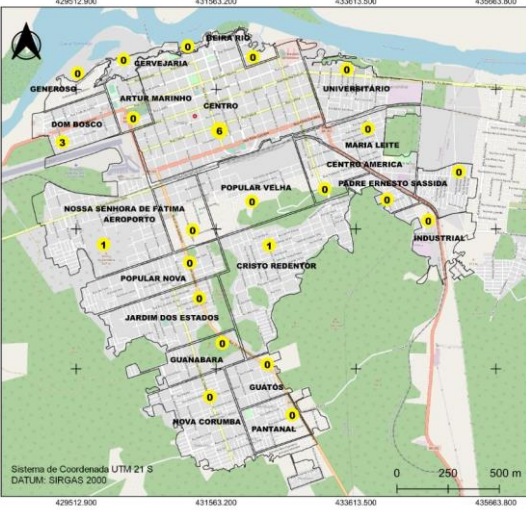 429512.900 431563.200 433613.500 435663.800
BEIRA RIO
0 0 0
CERVEJARIA
0 0
GENEROSO
UNIVERSITÁRIO
ARTUR MARINHO
CENTRO
0
DOM BOSCO
6 0
3
MARIA LEITE
CENTRO AMERICA
0
POPULAR VELHA
PADRE ERNESTO SASSIDA
0
0
0
NOSSA SENHORA DE FÁTIMA
AEROPORTO
0
0
INDUSTRIAL
1
1
0
CRISTO REDENTOR
POPULAR NOVA
0
JARDIM DOS ESTADOS
0
GUANABARA
0
GUATÓS
0
0
NOVA CORUMBA
PANTANAL
Sistema de Coordenada UTM 21 S
DATUM: SIRGAS 2000
0 250 500 m
429512.900 431563.200 433613.500 435663.800